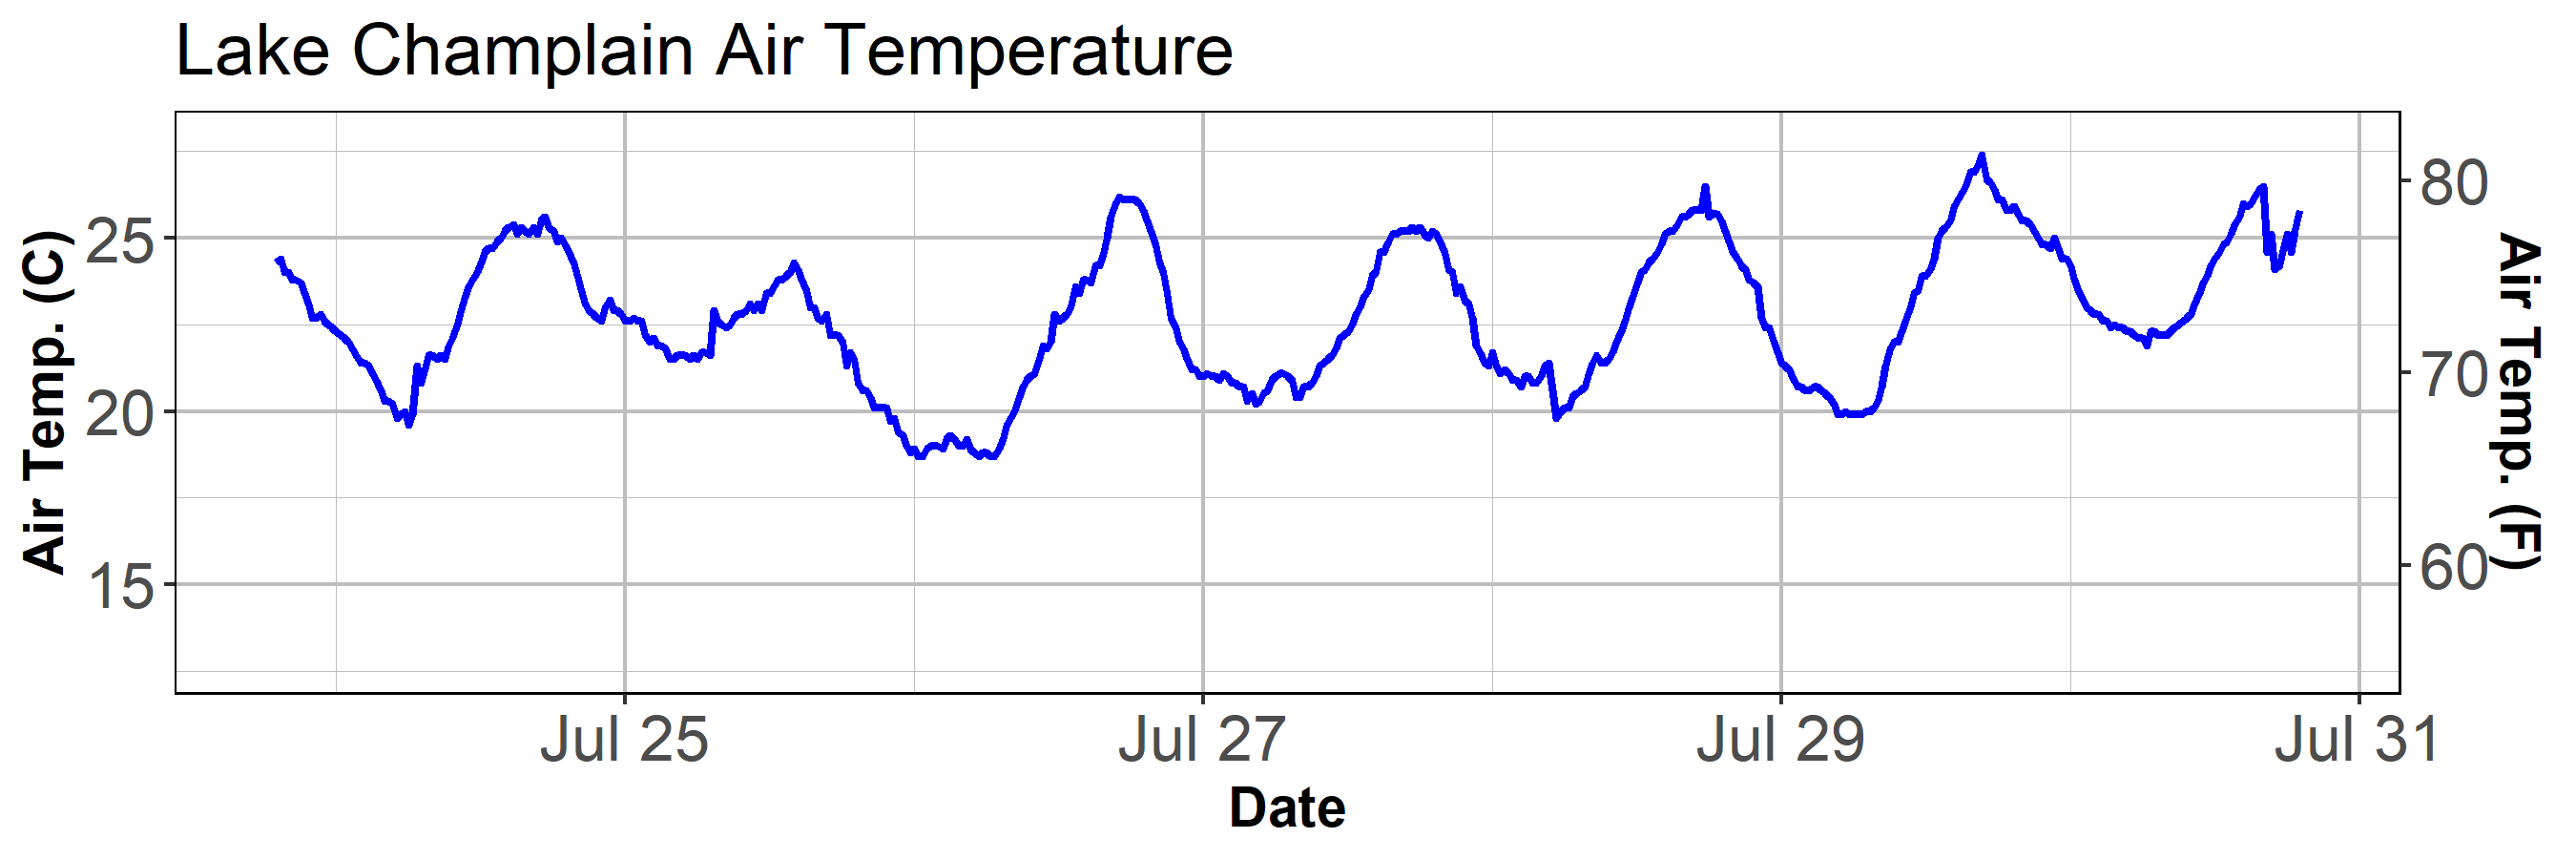 Lake Champlain Air Temperature
Air Temp. (C)
25
20
15
80
70
60
Air Temp. (F)
Jul 25
Jul 27
Jul 29
Jul 31
Date